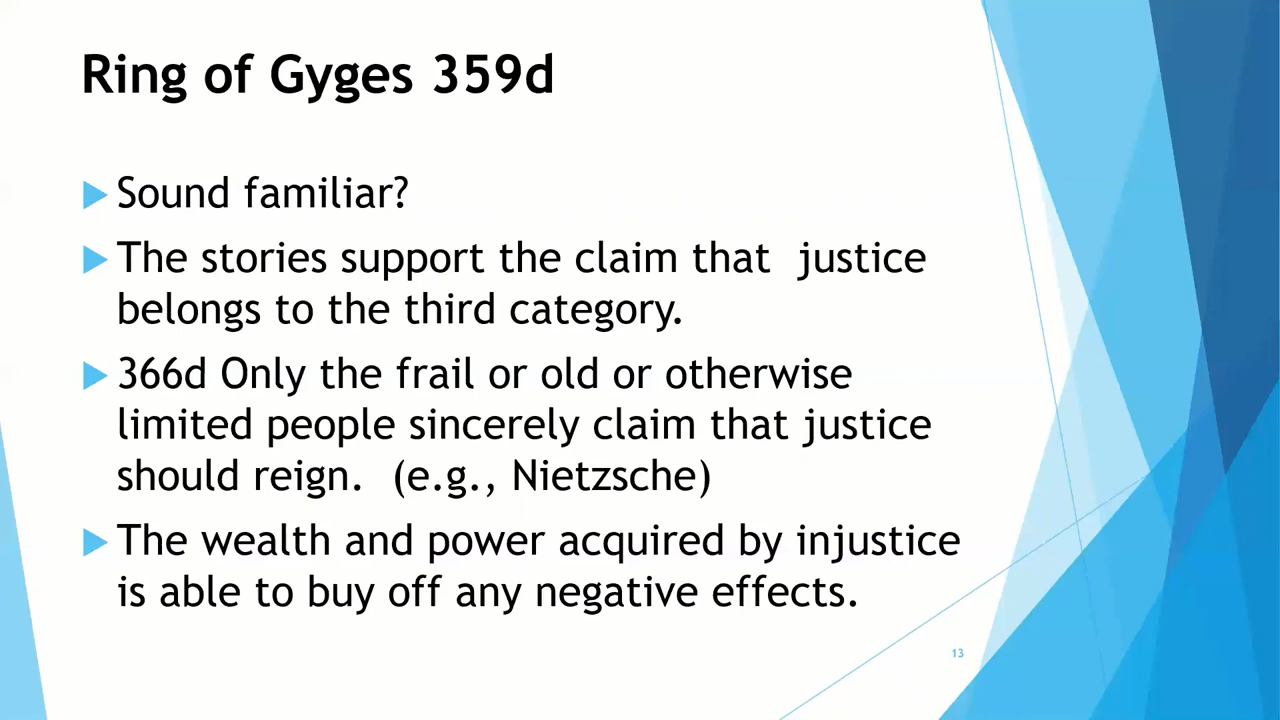 Ring of Gyges 359d
Sound familiar?
The stories support the claim that  justice
belongs to the third category.
366d Only the frail or old or otherwise
limited people sincerely claim that justice
should reign.  (e.g., Nietzsche)
The wealth and power acquired by injustice
is able to buy off any negative effects.
13